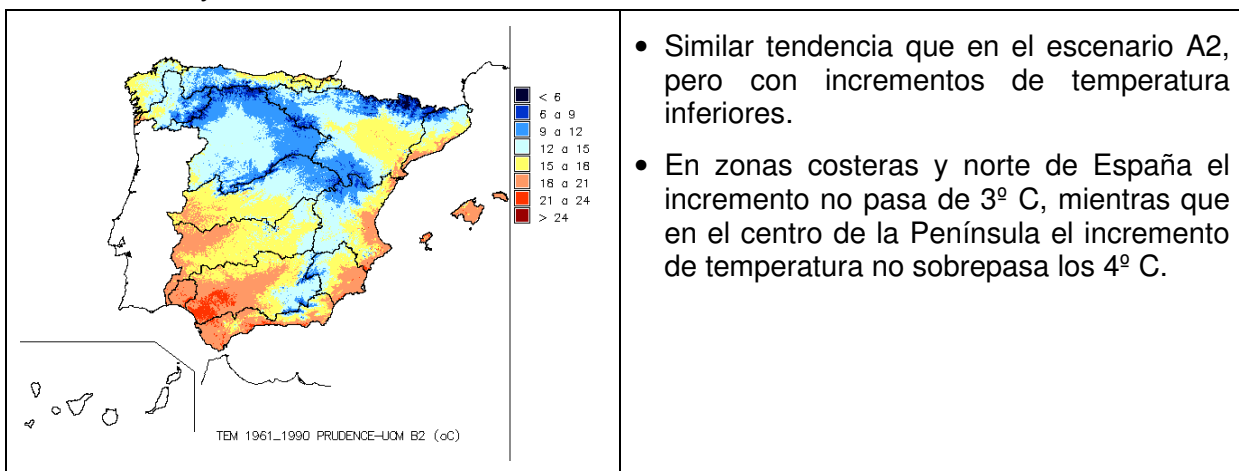 < 6
6 a 9
9 a 12
12 a 15
15 a 18
18 a 21
21 a 24
> 24
TEM 1961_1990 PRUDENCE-UCM B2 (oC)
• Similar tendencia que en el escenario A2,
pero con incrementos de temperatura
inferiores.
• En zonas costeras y norte de España el
incremento no pasa de 3º C, mientras que
en el centro de la Península el incremento
de temperatura no sobrepasa los 4º C.